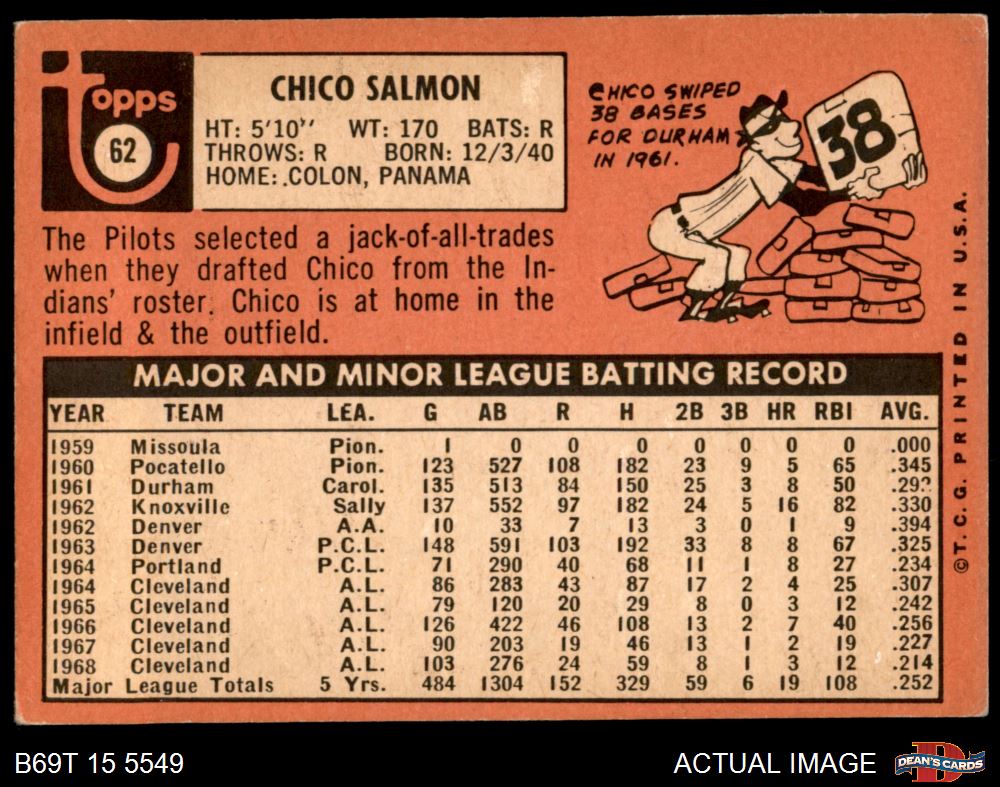 topps
62
CHICO SALMON
HT: 5'10" WT: 170 BATS: R
THROWS: R BORN: 12/3/40
HOME: COLON, PANAMA
CHICO SWIPED
38 BASES
FOR DURHAM
IN 1961.
38
The Pilots selected a jack-of-all-trades
when they drafted Chico from the In-
dians' roster. Chico is at home in the
infield & the outfield.
MAJOR AND MINOR LEAGUE BATTING RECORD
YEAR TEAM LEA. G AB R H 2B 3B HR RBI AVG.
1959 Missoula Pion. 1 0 0 0 0 0 0 0 .000
1960 Pocatello Pion. 123 527 108 182 23 9 5 65 .345
1961 Durham Carol. 135 513 84 150 25 3 8 50
1962 Knoxville Sally 137 552 97 182 24 5 16 82 .330
1962 Denver A.A. 10 33 7 13 3 0 1 9 .394
1963 Denver P.C.L. 148 591 103 192 33 8 8 67 .325
1964 Portland P.C.L. 71 290 40 68 11 1 8 27 .234
1964 Cleveland A.L. 86 283 43 87 17 2 4 25 .307
1965 Cleveland A.L. 79 120 20 29 8 0 3 12 .242
1966 Cleveland A.L. 126 422 46 108 13 2 7 40 .256
1967 Cleveland A.L. 90 203 19 46 13 1 2 19 .227
1968 Cleveland A.L. 103 276 24 59 8 1 3 12 .214
Major League Totals 5 Yrs. 484 1304 152 329 59 6 19 108 .252
©T.C.G. PRINTED IN U.S.A.
B69T 15 5549
ACTUAL IMAGE
D
DEAN'S CARDS